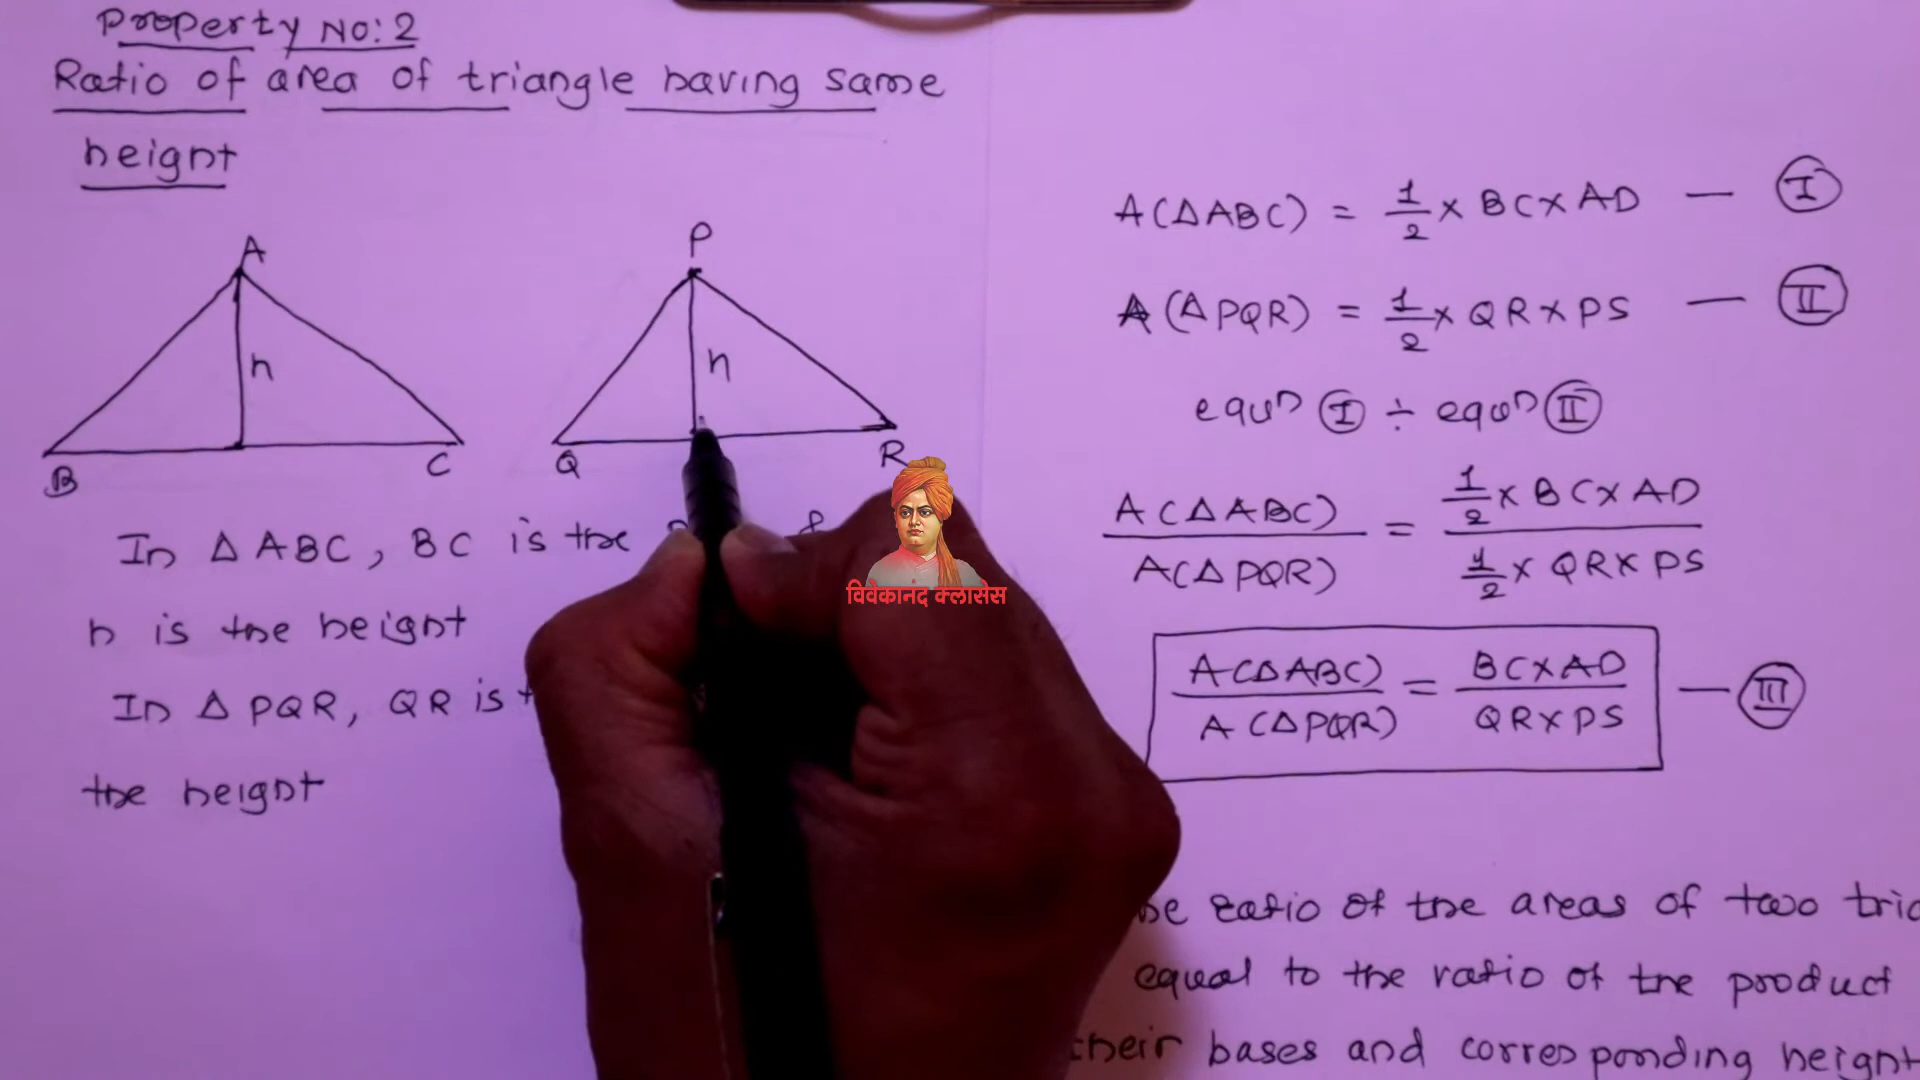 Property No: 2
Ratio of area of triangle having same
height
A
B
C
h
P
Q
R
h
In △ ABC, BC is the
h is the height
In △ PQR, QR is
the height
A(△ABC) = 1/2 × BC × AD — I
A(△PQR) = 1/2 × QR × PS — II
equⁿ I ÷ equⁿ II
A(△ABC)/A(△PQR) = 1/2 × BC × AD / 1/2 × QR × PS
A(△ABC)/A(△PQR) = BC × AD / QR × PS — III
ratio of the areas of two
equal to the ratio of the product
their bases and corresponding height
विवेकानंद क्लासेस